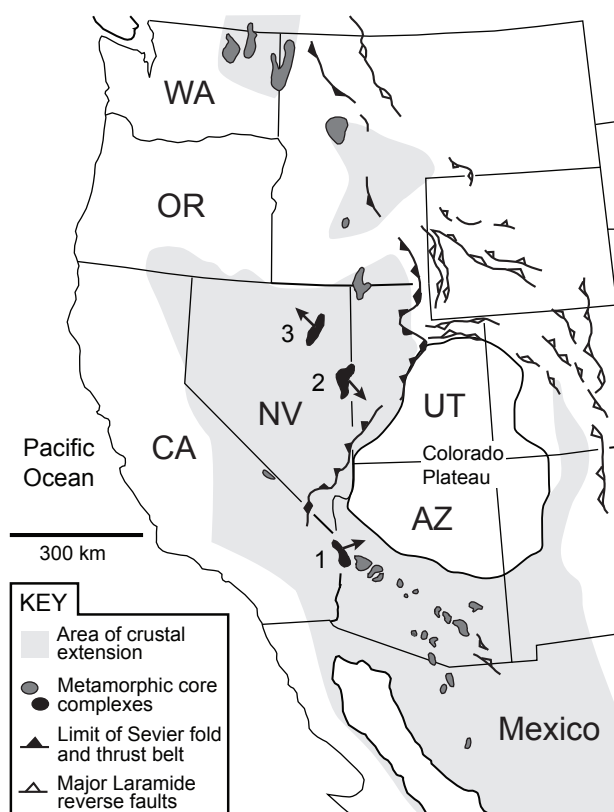 WA
OR
3
2
NV
UT
CA
Pacific
Ocean
Colorado
Plateau
AZ
300 km
1
KEY
Area of crustal
extension
Metamorphic core
complexes
Limit of Sevier fold
and thrust belt
Major Laramide
reverse faults
Mexico